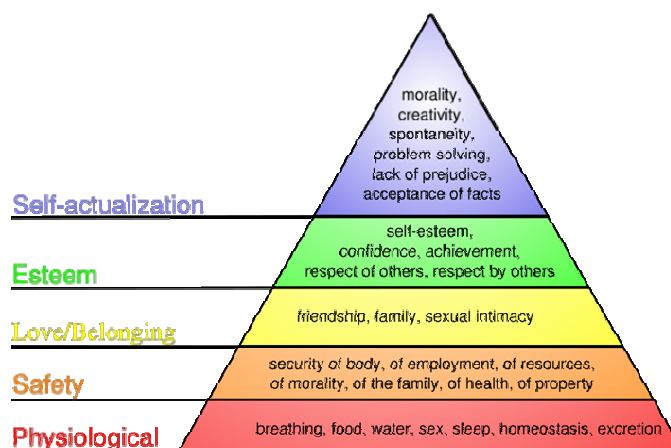 morality,
creativity,
spontaneity,
problem solving,
lack of prejudice,
acceptance of facts
Self-actualization
self-esteem,
confidence, achievement,
respect of others, respect by others
Esteem
friendship, family, sexual intimacy
Love/Belonging
security of body, of employment, of resources,
of morality, of the family, of health, of property
Safety
breathing, food, water, sex, sleep, homeostasis, excretion
Physiological